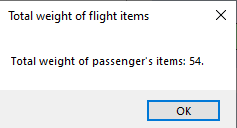 Total weight of flight items
Total weight of passenger's items: 54.
OK